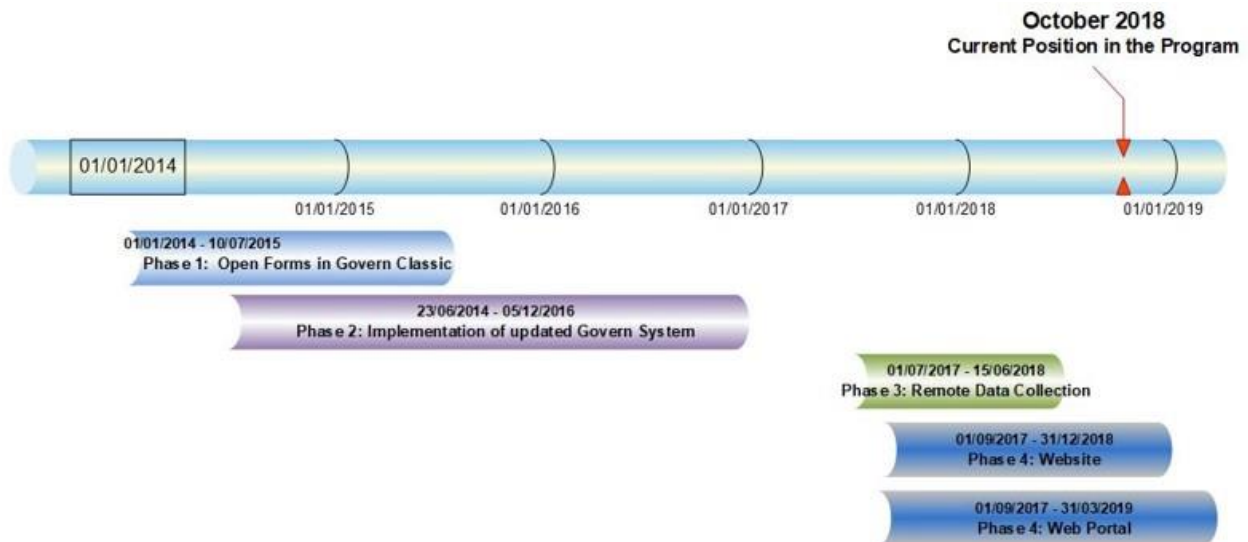 October 2018
Current Position in the Program
01/01/2014
01/01/2015
01/01/2016
01/01/2017
01/01/2018
01/01/2019
01/01/2014 - 10/07/2015
Phase 1: Open Forms in Govern Classic
23/06/2014 - 05/12/2016
Phase 2: Implementation of updated Govern System
01/07/2017 - 15/06/2018
Phase 3: Remote Data Collection
01/09/2017 - 31/12/2018
Phase 4: Website
01/09/2017 - 31/03/2019
Phase 4: Web Portal